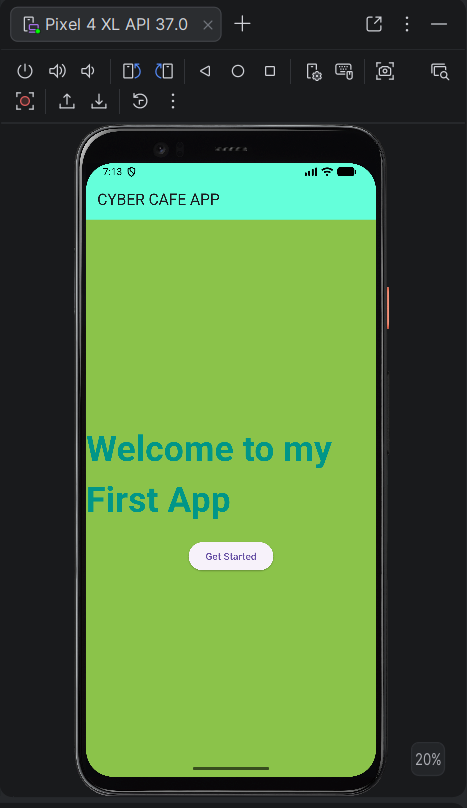 Pixel 4 XL API 37.0
7:13
CYBER CAFE APP
Welcome to my
First App
Get Started
20%